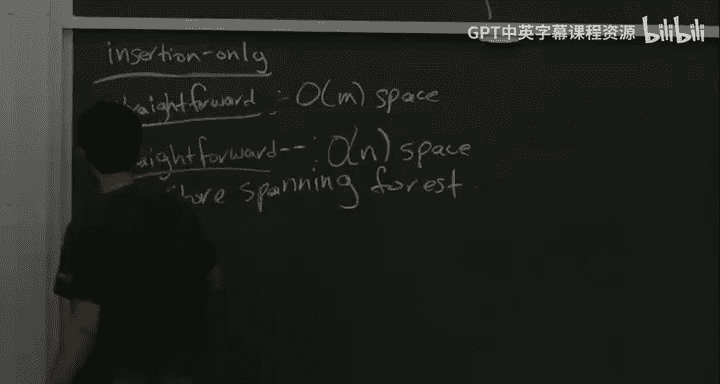 GPT中英字幕课程资源 bilibili
insertion-only
: O(m) space
--: O(n) space
spanning forest